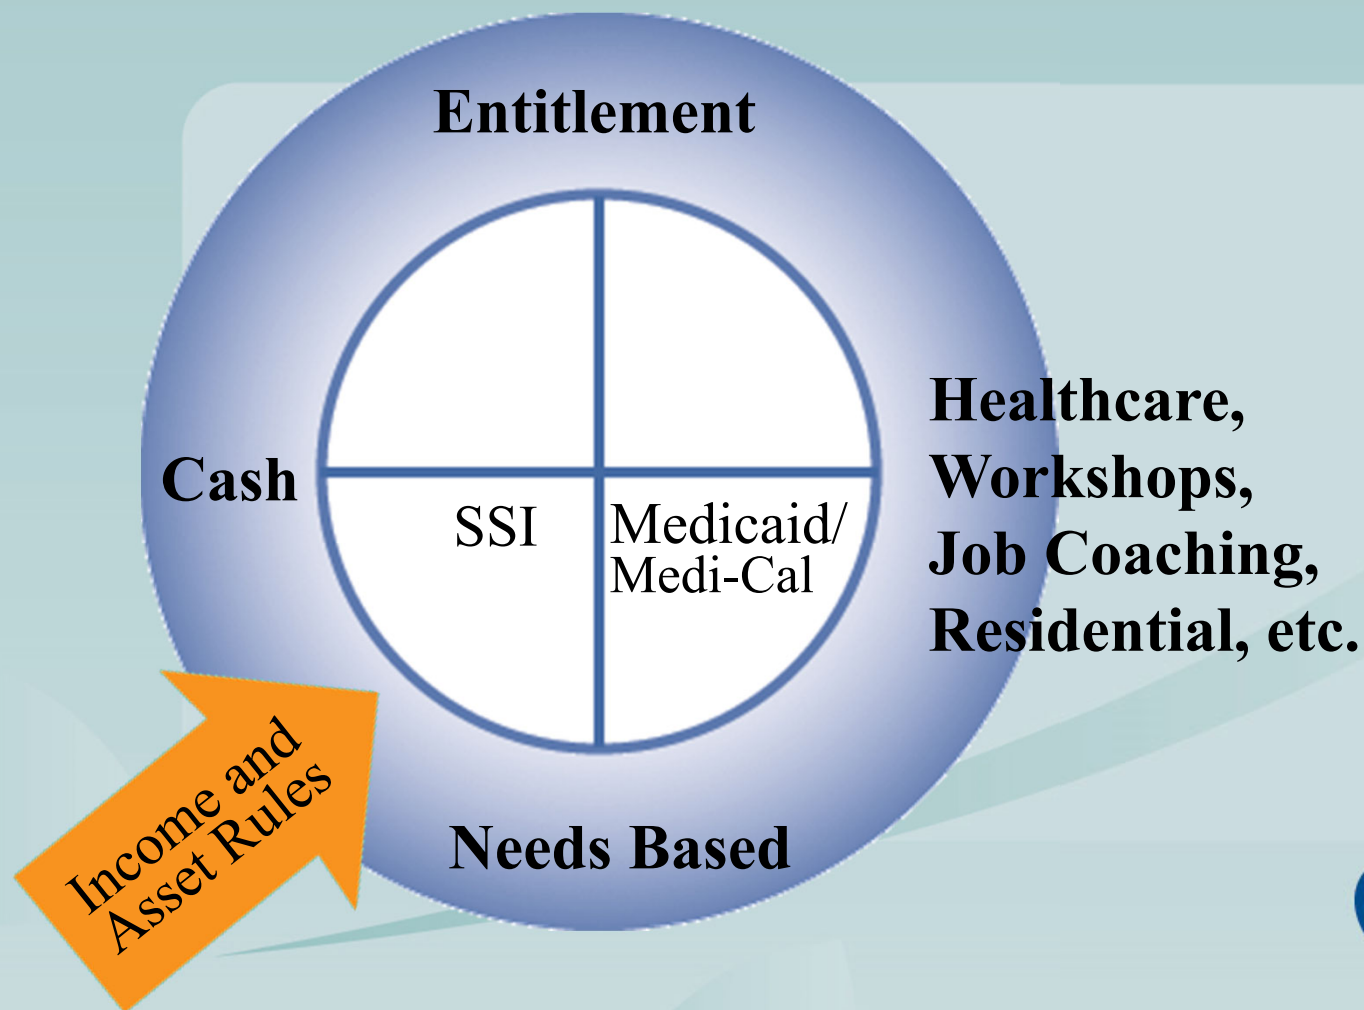 Entitlement
Cash
SSI
Medicaid/
Medi-Cal
Healthcare,
Workshops,
Job Coaching,
Residential, etc.
Income and
Asset Rules
Needs Based